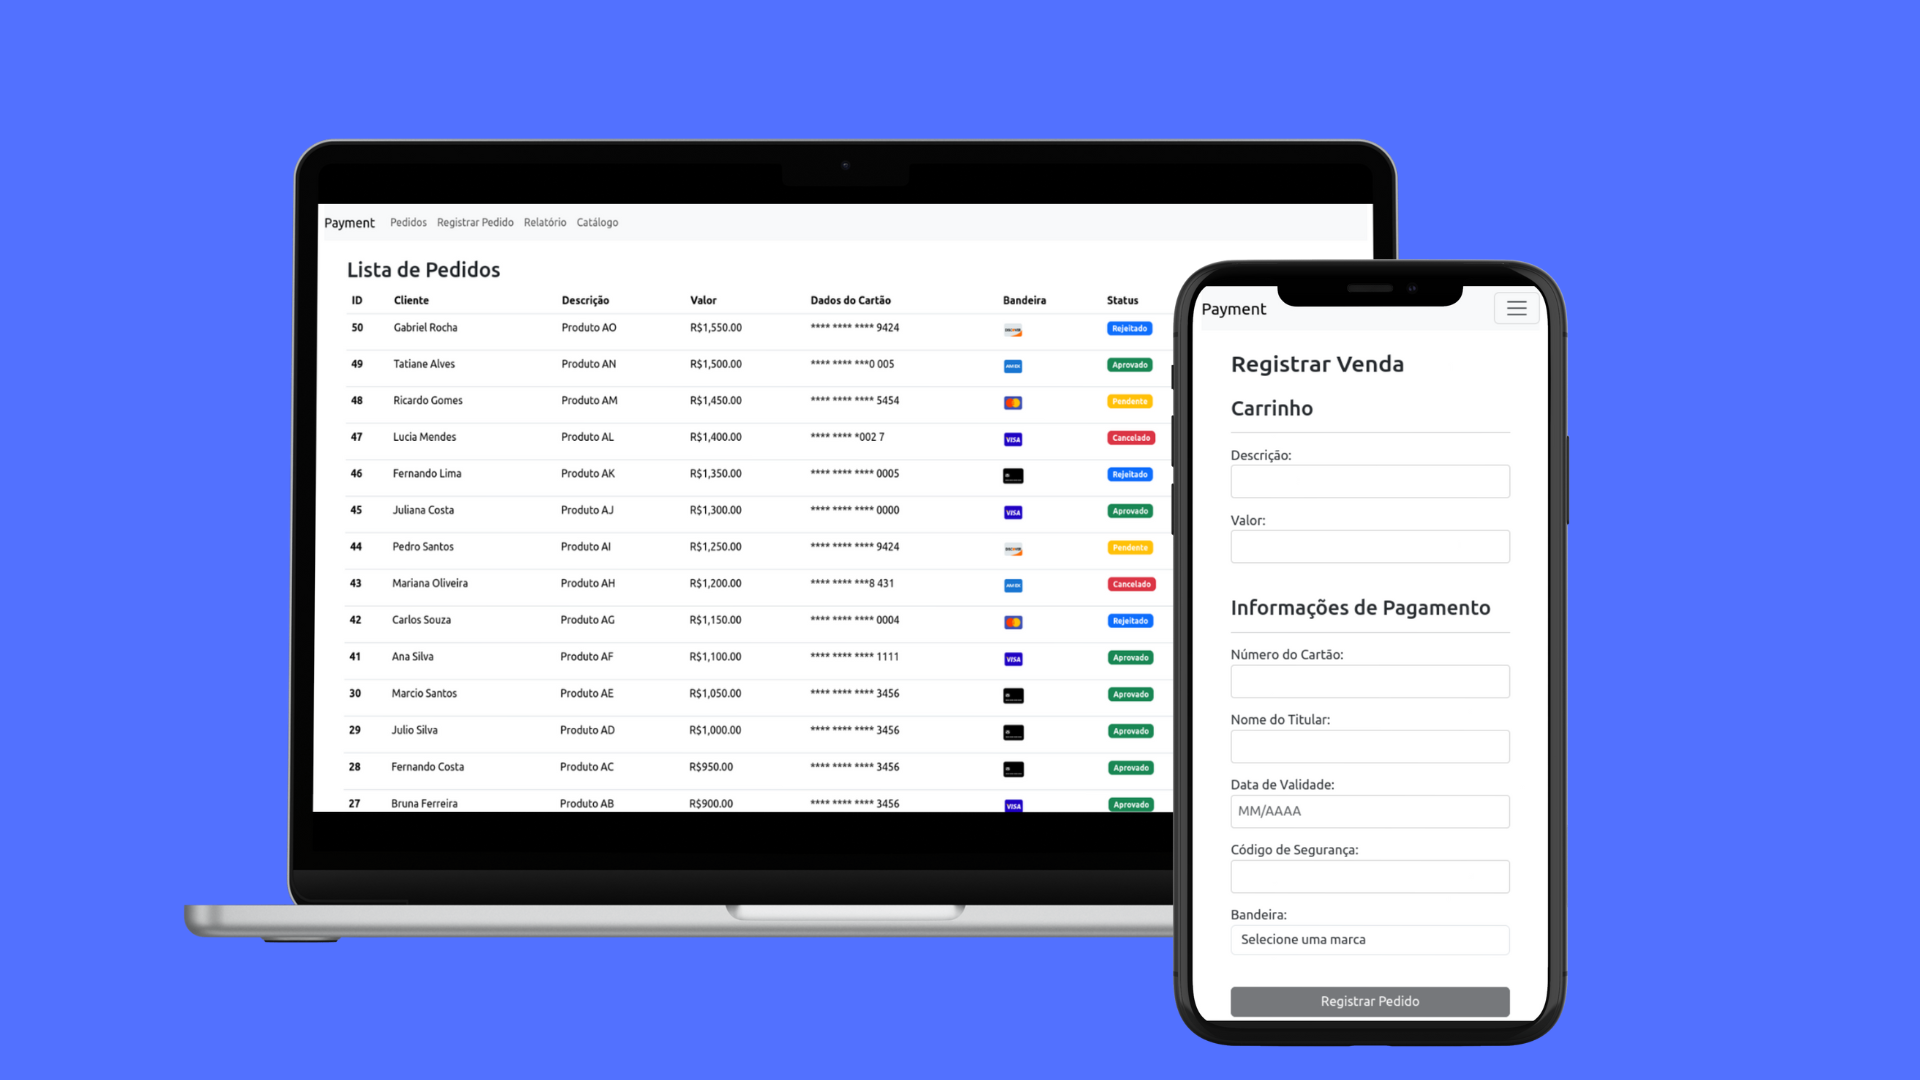 Payment Pedidos Registrar Pedido Relatório Catálogo
Lista de Pedidos
ID Cliente Descrição Valor Dados do Cartão Bandeira Status
50 Gabriel Rocha Produto AO R$1,550.00 **** **** **** 9424 DISCOVER Rejeitado
49 Tatiane Alves Produto AN R$1,500.00 **** **** ***0 005 AMEX Aprovado
48 Ricardo Gomes Produto AM R$1,450.00 **** **** **** 5454 Pendente
47 Lucia Mendes Produto AL R$1,400.00 **** **** *002 7 VISA Cancelado
46 Fernando Lima Produto AK R$1,350.00 **** **** **** 0005 Rejeitado
45 Juliana Costa Produto AJ R$1,300.00 **** **** **** 0000 VISA Aprovado
44 Pedro Santos Produto AI R$1,250.00 **** **** **** 9424 DISCOVER Pendente
43 Mariana Oliveira Produto AH R$1,200.00 **** **** ***8 431 AMEX Cancelado
42 Carlos Souza Produto AG R$1,150.00 **** **** **** 0004 Rejeitado
41 Ana Silva Produto AF R$1,100.00 **** **** **** 1111 VISA Aprovado
30 Marcio Santos Produto AE R$1,050.00 **** **** **** 3456 Aprovado
29 Julio Silva Produto AD R$1,000.00 **** **** **** 3456 Aprovado
28 Fernando Costa Produto AC R$950.00 **** **** **** 3456 Aprovado
27 Bruna Ferreira Produto AB R$900.00 **** **** **** 3456 VISA Aprovado
Payment
Registrar Venda
Carrinho
Descrição:
Valor:
Informações de Pagamento
Número do Cartão:
Nome do Titular:
Data de Validade:
MM/AAAA
Código de Segurança:
Bandeira:
Selecione uma marca
Registrar Pedido